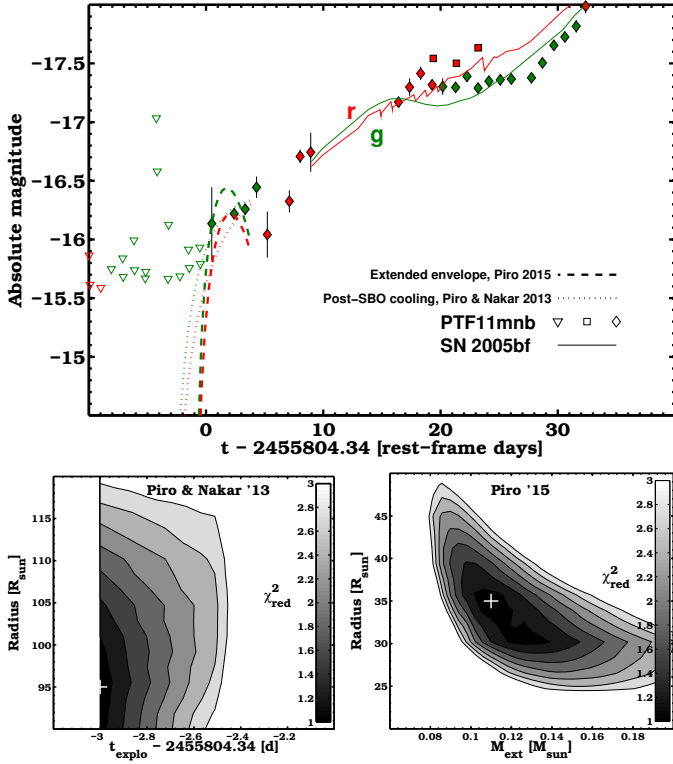 Absolute magnitude
−17.5
−17
−16.5
−16
−15.5
−15
r
g
Extended envelope, Piro 2015
Post−SBO cooling, Piro & Nakar 2013
PTF11mnb
SN 2005bf
0 10 20 30
t − 2455804.34 [rest−frame days]
Piro & Nakar '13
Radius [R_sun]
115
105
100
95
χ²_red
3
2.8
2.6
2.4
2.2
2
1.8
1.6
1.4
1.2
1
−3 −2.8 −2.6 −2.4 −2.2 −2
t_explo − 2455804.34 [d]
Piro '15
Radius [R_sun]
45
40
35
30
25
χ²_red
3
2.8
2.6
2.4
2.2
2
1.8
1.6
1.4
1.2
1
0.08 0.1 0.12 0.14 0.16 0.18
M_ext [M_sun]